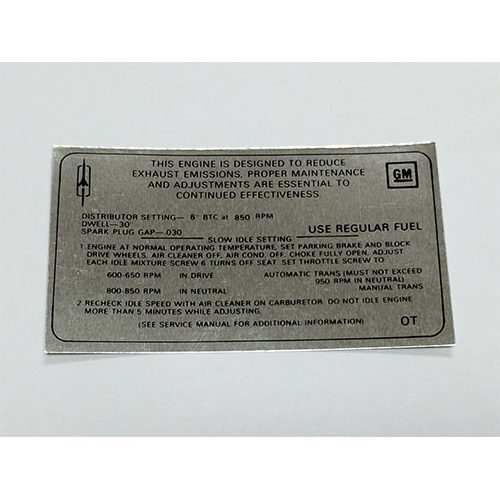 THIS ENGINE IS DESIGNED TO REDUCE
EXHAUST EMISSIONS, PROPER MAINTENANCE
AND ADJUSTMENTS ARE ESSENTIAL TO
CONTINUED EFFECTIVENESS.
GM
DISTRIBUTOR SETTING— 6° BTC at 850 RPM
DWELL—30°
SPARK PLUG GAP—.030
USE REGULAR FUEL
SLOW IDLE SETTING
1. ENGINE AT NORMAL OPERATING TEMPERATURE, SET PARKING BRAKE AND BLOCK
DRIVE WHEELS, AIR CLEANER OFF, AIR COND. OFF, CHOKE FULLY OPEN, ADJUST
EACH IDLE MIXTURE SCREW 6 TURNS OFF SEAT. SET THROTTLE SCREW TO:
600-650 RPM IN DRIVE AUTOMATIC TRANS (MUST NOT EXCEED
950 RPM IN NEUTRAL)
800-850 RPM IN NEUTRAL MANUAL TRANS
2. RECHECK IDLE SPEED WITH AIR CLEANER ON CARBURETOR. DO NOT IDLE ENGINE
MORE THAN 5 MINUTES WHILE ADJUSTING.
(SEE SERVICE MANUAL FOR ADDITIONAL INFORMATION)
OT